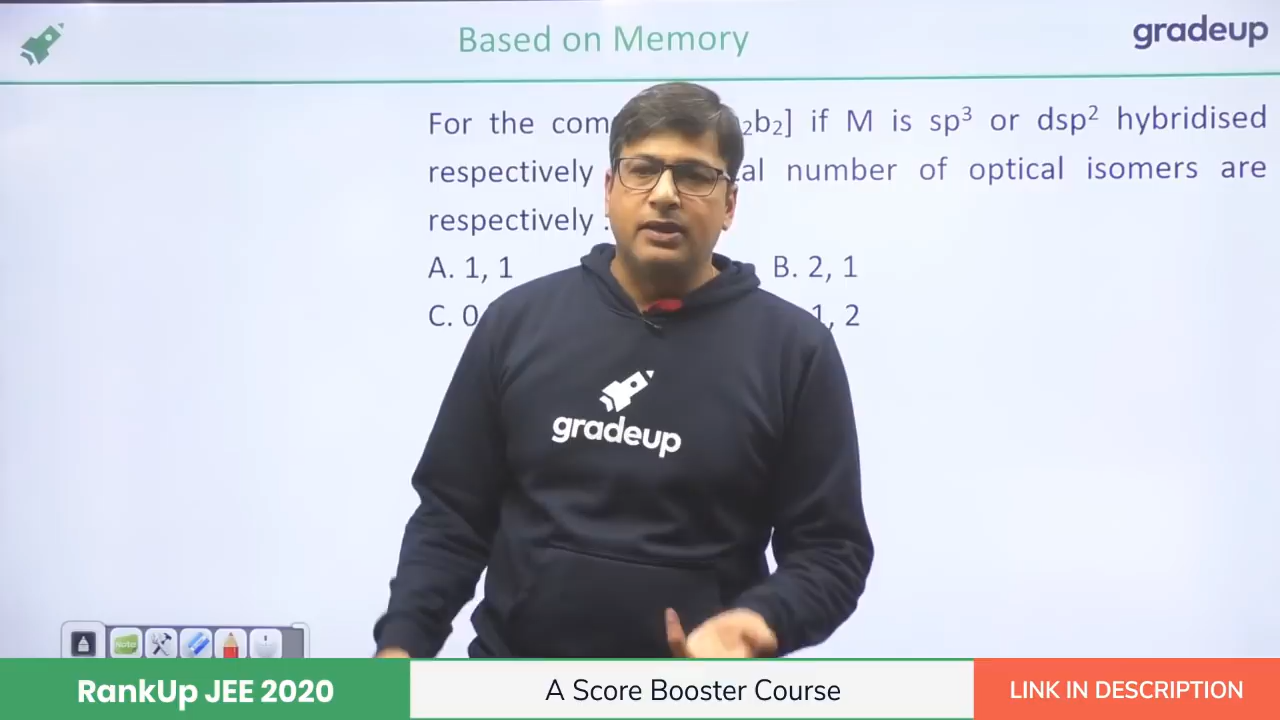 Based on Memory
gradeup
For the com ₂b₂] if M is sp³ or dsp² hybridised
respectively al number of optical isomers are
respectively :
A. 1, 1 B. 2, 1
C. 0 1, 2
gradeup
Note
RankUp JEE 2020
A Score Booster Course
LINK IN DESCRIPTION